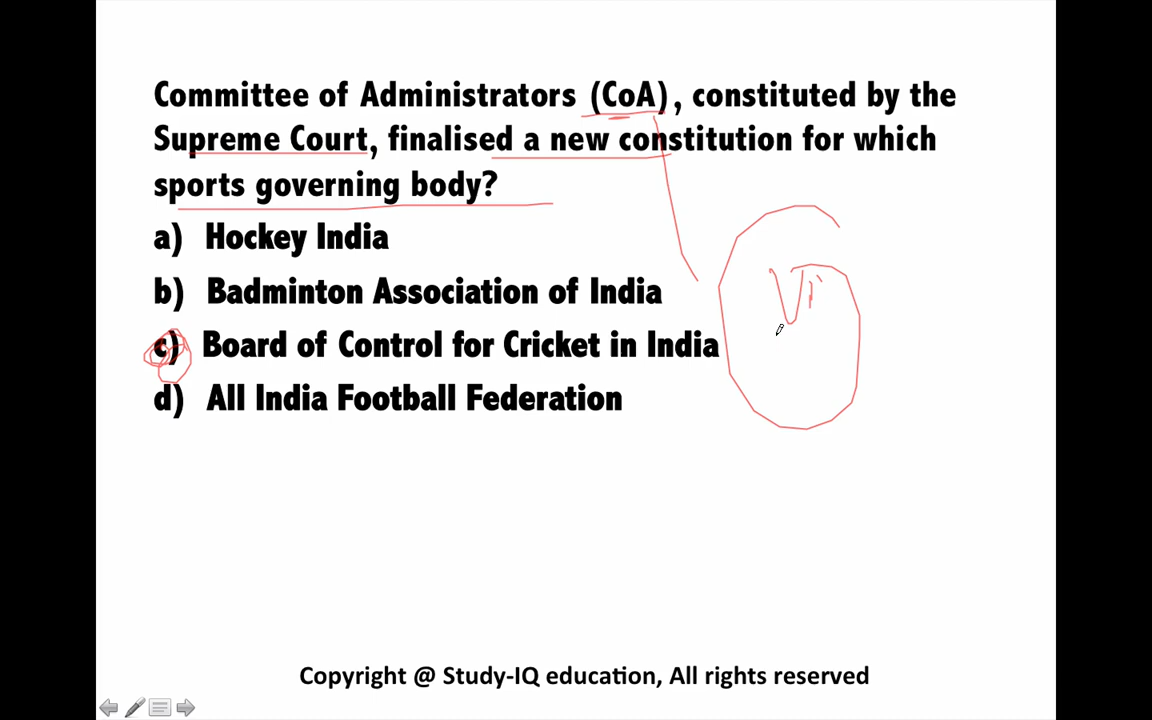 Committee of Administrators (CoA), constituted by the
Supreme Court, finalised a new constitution for which
sports governing body?
a) Hockey India
b) Badminton Association of India
c) Board of Control for Cricket in India
d) All India Football Federation
Vi
Copyright @ Study-IQ education, All rights reserved